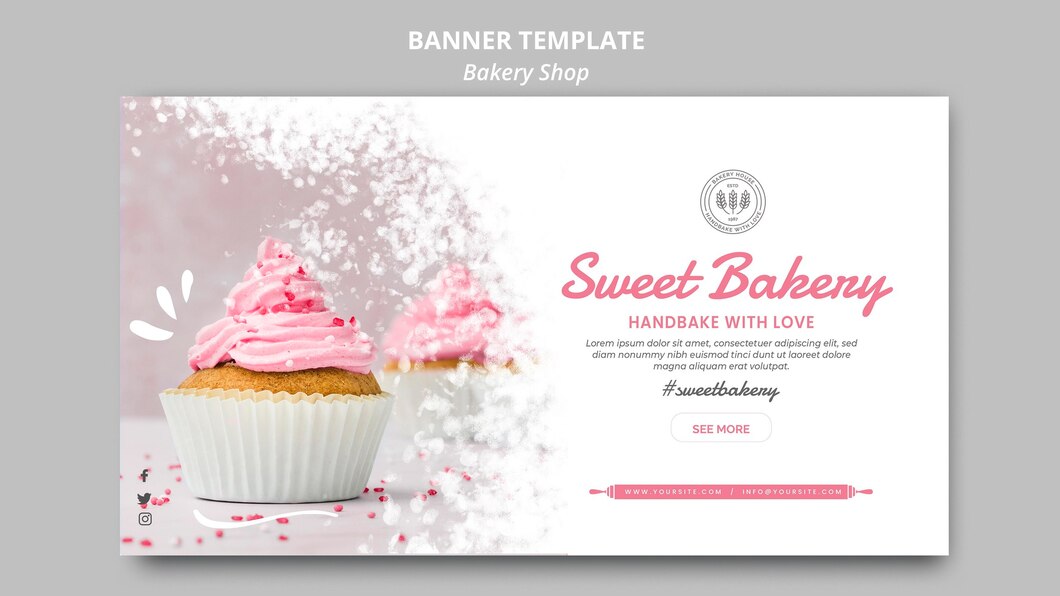 BANNER TEMPLATE
Bakery Shop
BAKERY HOUSE
ESTD
1982
HANDBAKE WITH LOVE
Sweet Bakery
HANDBAKE WITH LOVE
Lorem ipsum dolor sit amet, consectetuer adipiscing elit, sed
diam nonummy nibh euismod tinci dunt ut laoreet dolore
magna aliquam erat volutpat.
#sweetbakery
SEE MORE
WWW.YOURSITE.COM / INFO@YOURSITE.COM